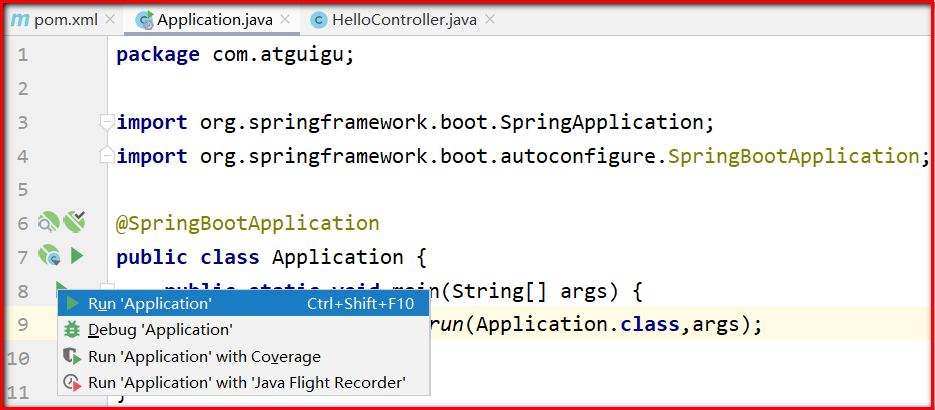 m pom.xml Application.java HelloController.java
1 package com.atguigu;
2
3 import org.springframework.boot.SpringApplication;
4 import org.springframework.boot.autoconfigure.SpringBootApplication;
5
6 @SpringBootApplication
7 public class Application {
8 public static void main(String[] args) {
Run 'Application' Ctrl+Shift+F10
9 run(Application.class,args);
Debug 'Application'
10
Run 'Application' with Coverage
11 }
Run 'Application' with 'Java Flight Recorder'